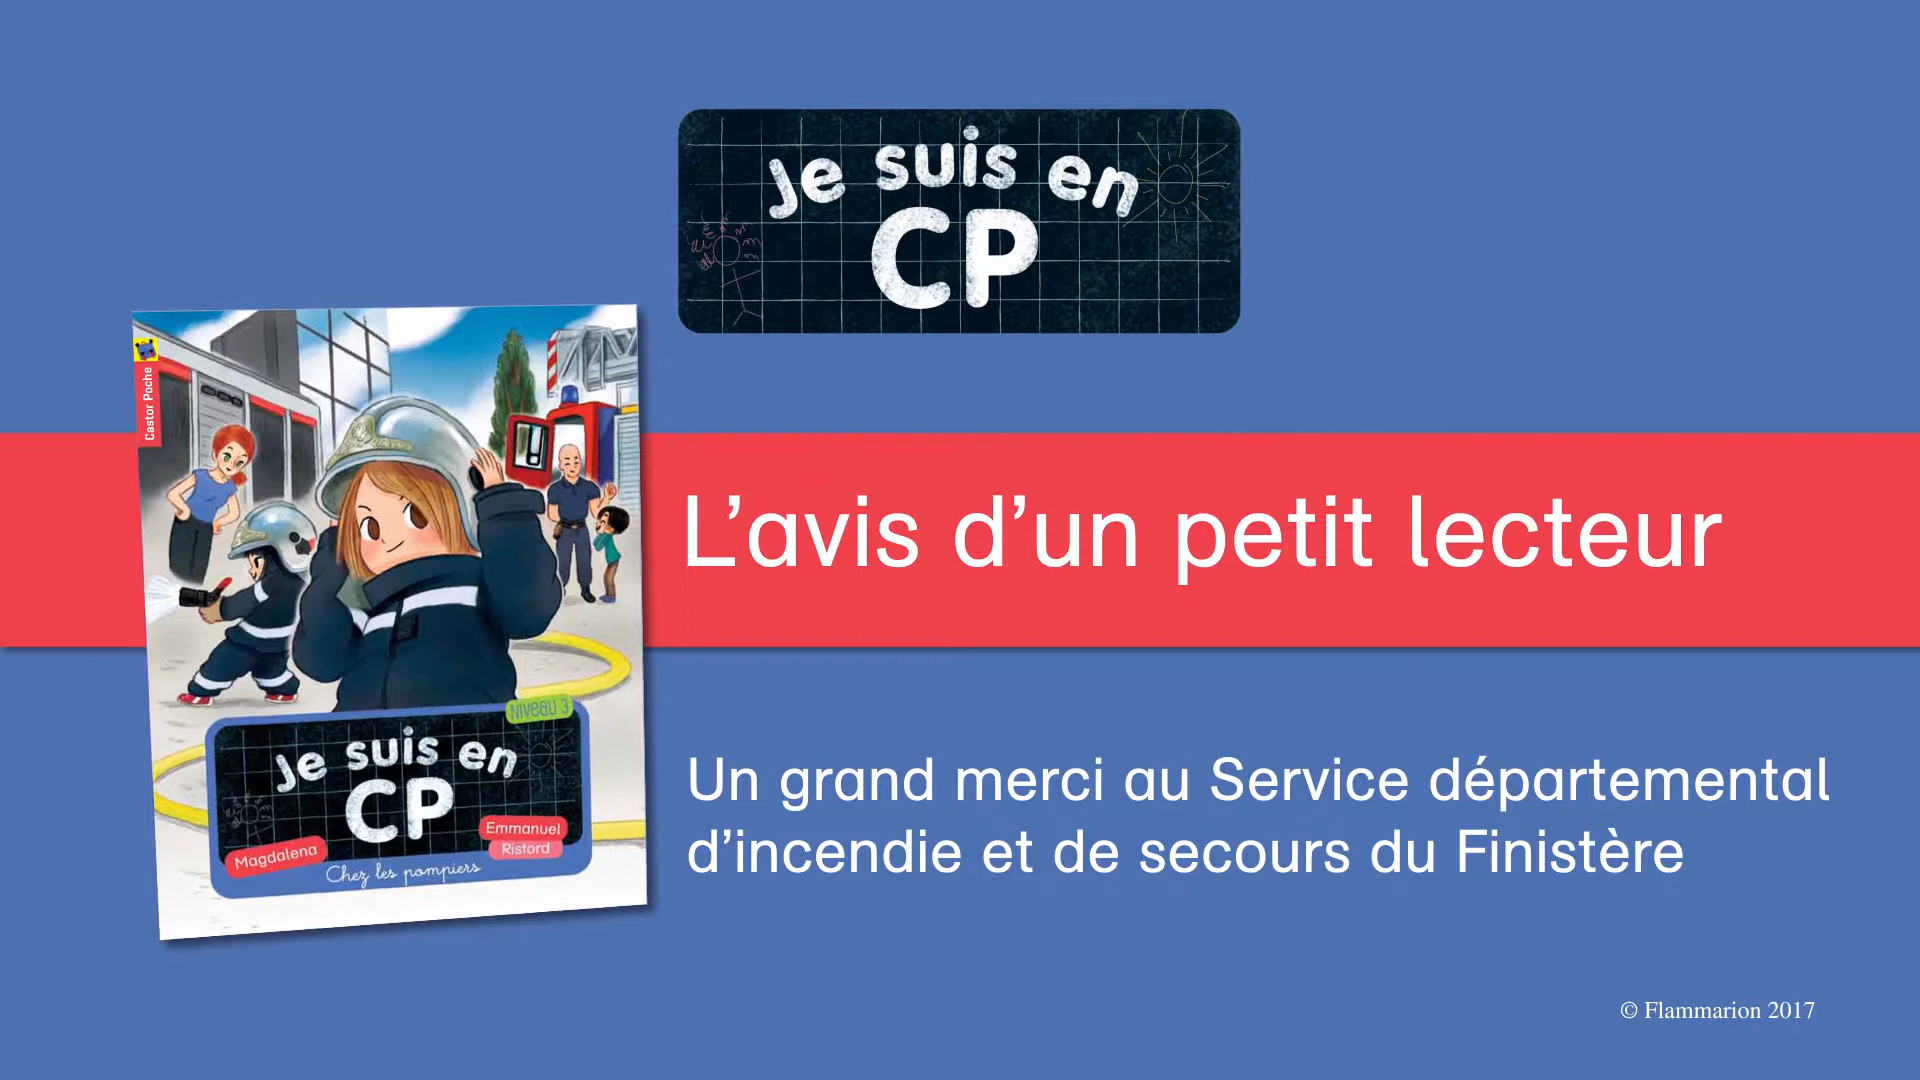 Je suis en
CP
Castor Poche
L'avis d'un petit lecteur
Niveau 3
Je suis en
CP
Magdalena
Emmanuel
Ristord
Chez les pompiers
Un grand merci au Service départemental
d'incendie et de secours du Finistère
© Flammarion 2017